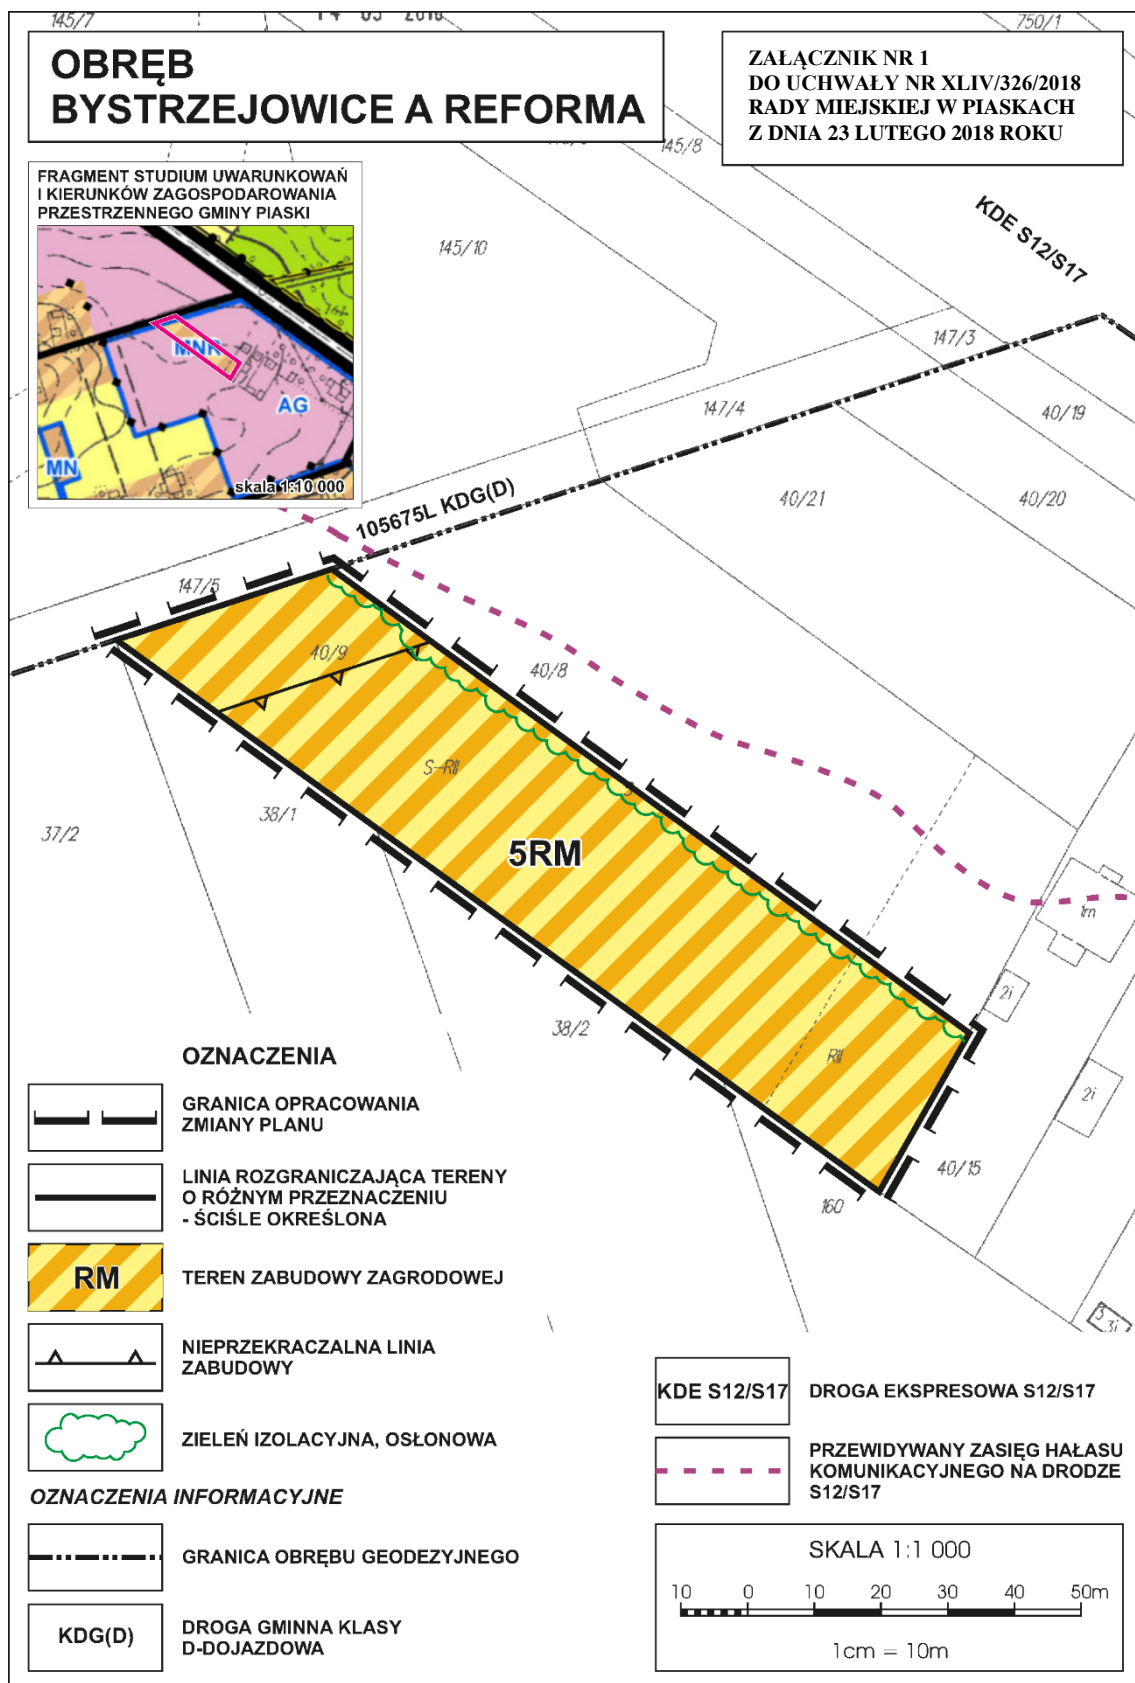 145/7
750/1
OBRĘB
BYSTRZEJOWICE A REFORMA
ZAŁĄCZNIK NR 1
DO UCHWAŁY NR XLIV/326/2018
RADY MIEJSKIEJ W PIASKACH
Z DNIA 23 LUTEGO 2018 ROKU
145/8
FRAGMENT STUDIUM UWARUNKOWAŃ
I KIERUNKÓW ZAGOSPODAROWANIA
PRZESTRZENNEGO GMINY PIASKI
MNR
AG
MN
skala 1:10 000
145/10
KDE S12/S17
147/3
147/4
40/19
40/20
40/21
105675L KDG(D)
147/5
40/9
40/8
S-RII
37/2
38/1
5RM
1m
2i
38/2
RII
2i
40/15
160
3i
OZNACZENIA
GRANICA OPRACOWANIA
ZMIANY PLANU
LINIA ROZGRANICZAJĄCA TERENY
O RÓŻNYM PRZEZNACZENIU
- ŚCIŚLE OKREŚLONA
RM
TEREN ZABUDOWY ZAGRODOWEJ
NIEPRZEKRACZALNA LINIA
ZABUDOWY
ZIELEŃ IZOLACYJNA, OSŁONOWA
OZNACZENIA INFORMACYJNE
GRANICA OBRĘBU GEODEZYJNEGO
KDG(D)
DROGA GMINNA KLASY
D-DOJAZDOWA
KDE S12/S17
DROGA EKSPRESOWA S12/S17
PRZEWIDYWANY ZASIĘG HAŁASU
KOMUNIKACYJNEGO NA DRODZE
S12/S17
SKALA 1:1 000
10 0 10 20 30 40 50m
1cm = 10m